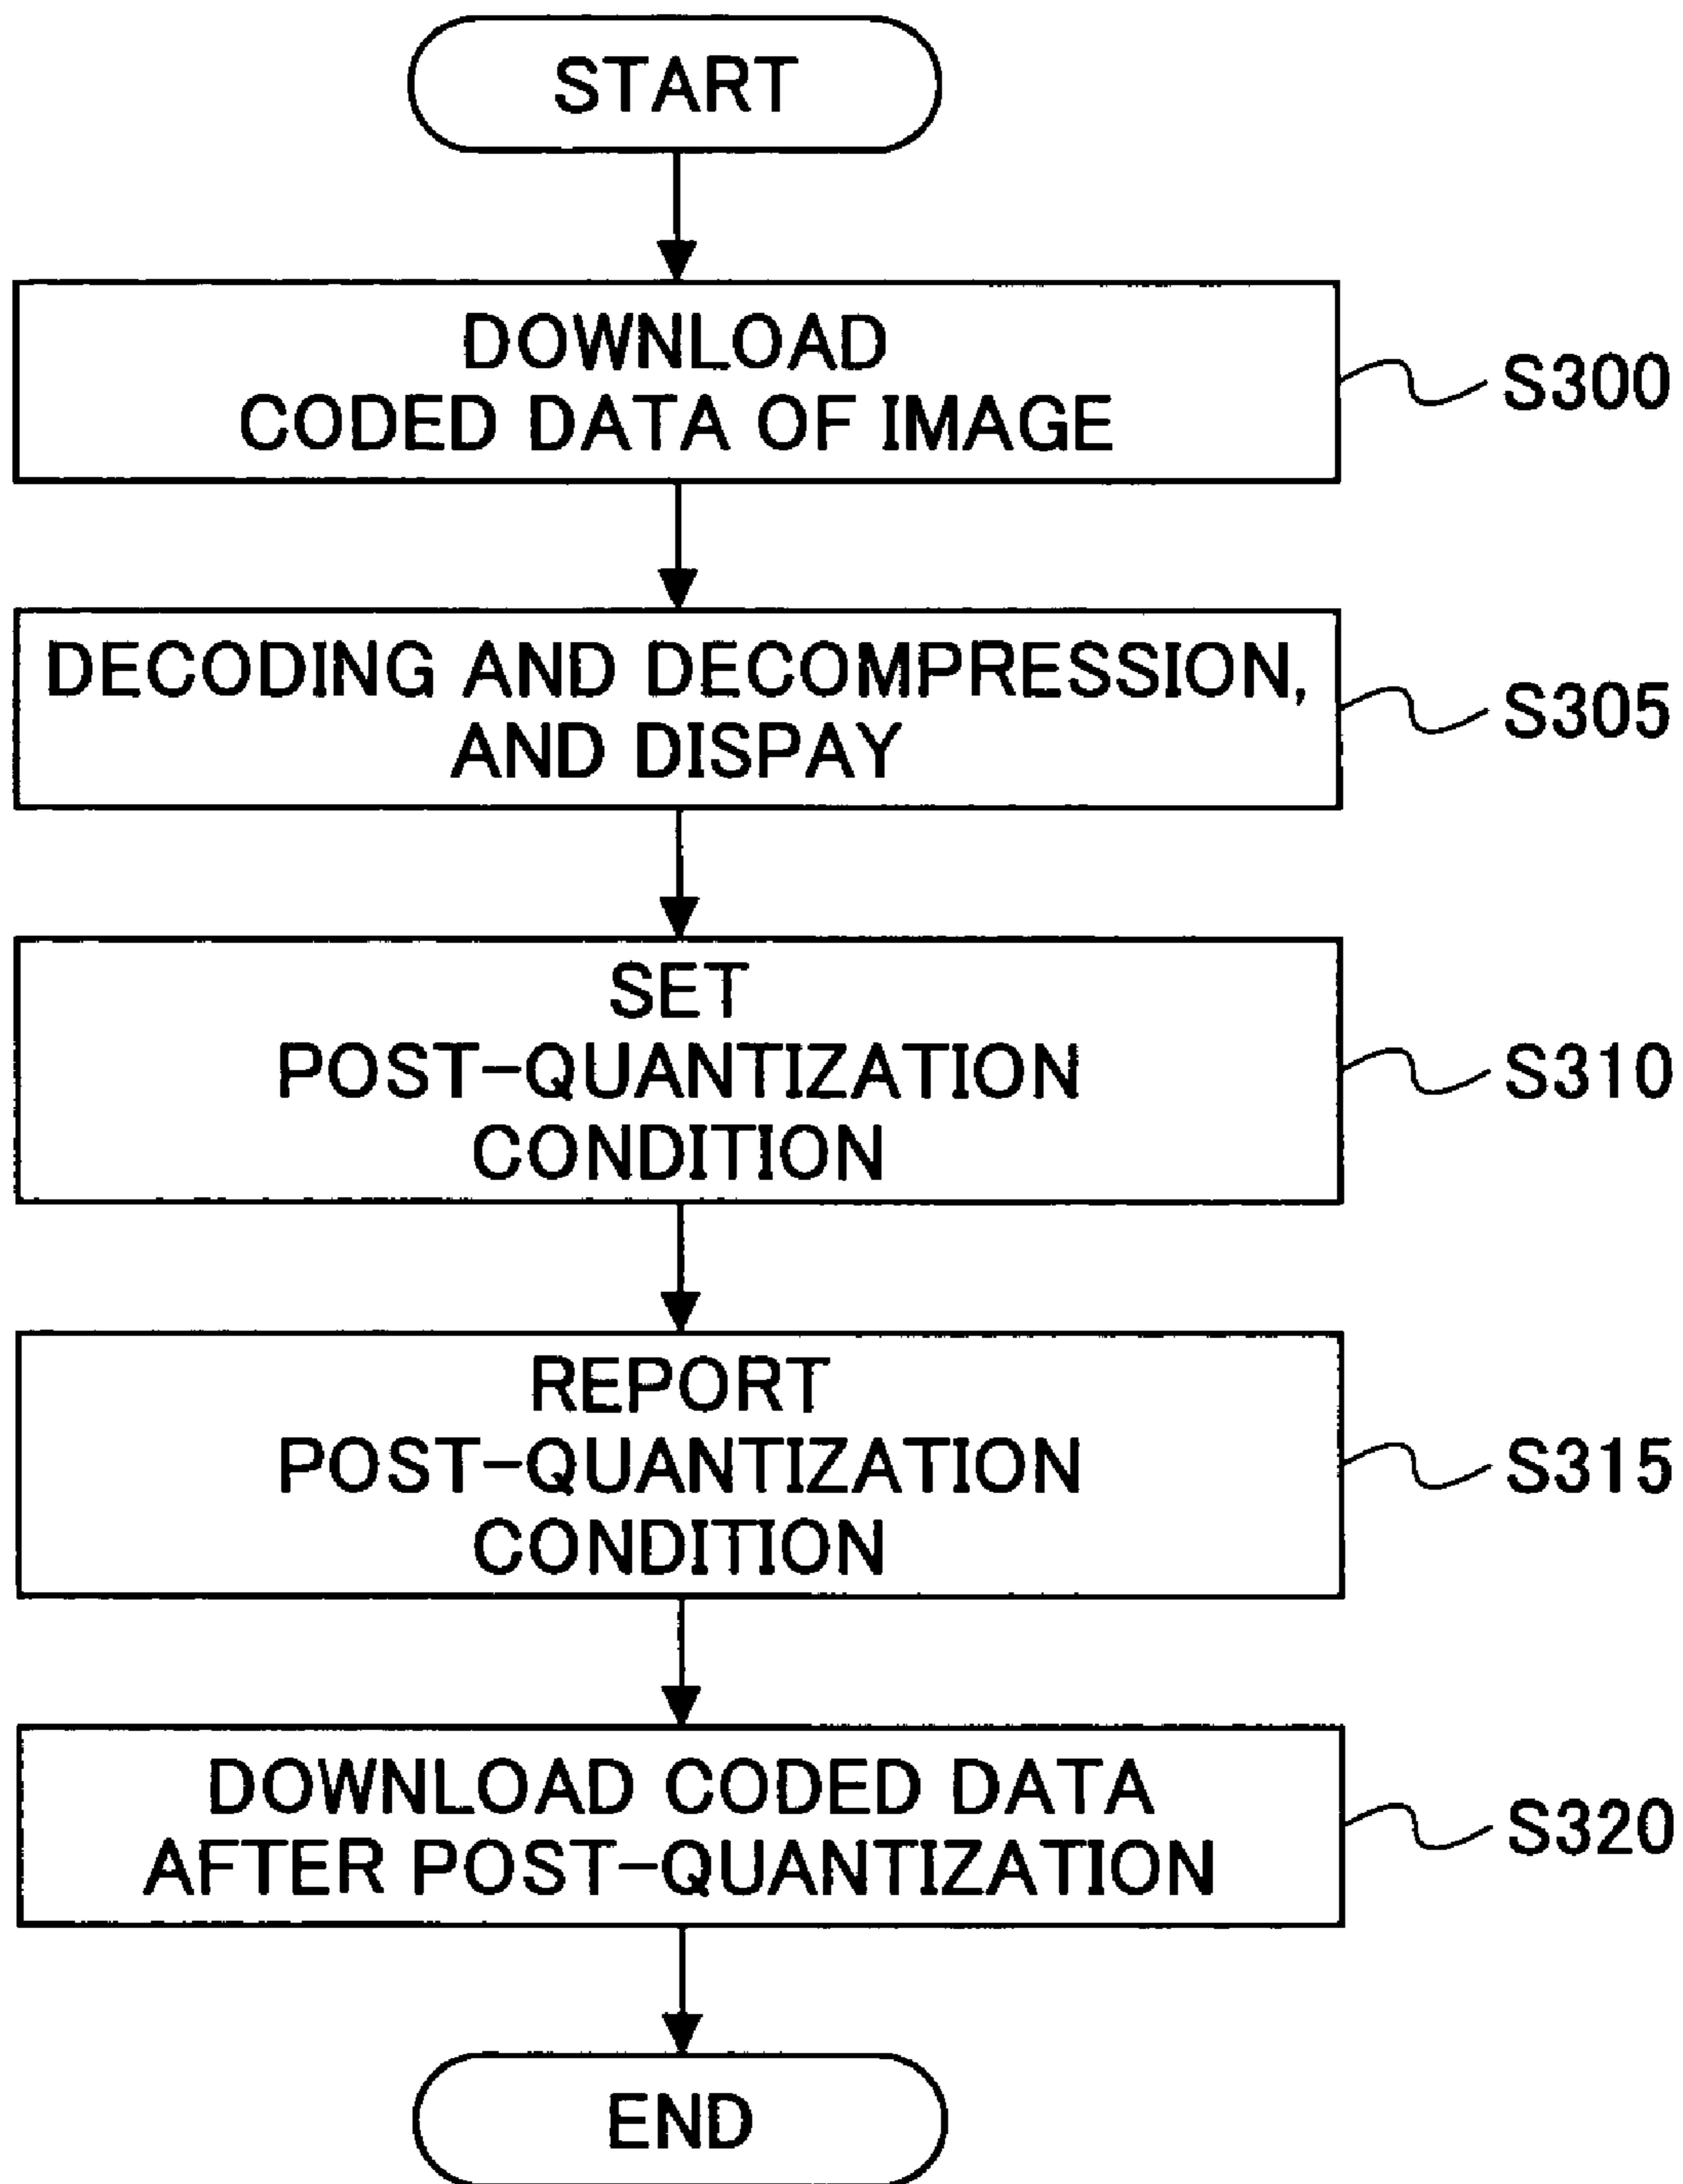 START
DOWNLOAD
CODED DATA OF IMAGE
S300
DECODING AND DECOMPRESSION,
AND DISPAY
S305
SET
POST-QUANTIZATION
CONDITION
S310
REPORT
POST-QUANTIZATION
CONDITION
S315
DOWNLOAD CODED DATA
AFTER POST-QUANTIZATION
S320
END